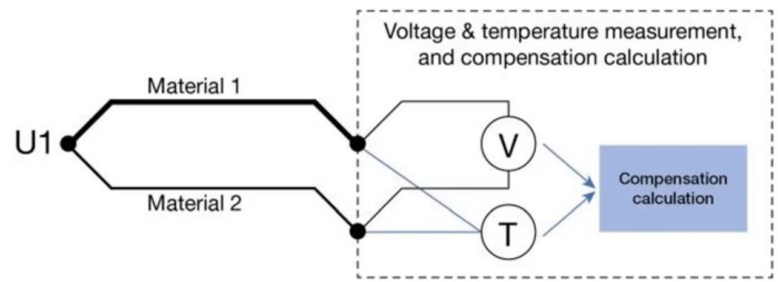 Voltage & temperature measurement,
and compensation calculation
Material 1
U1
V
Material 2
T
Compensation
calculation